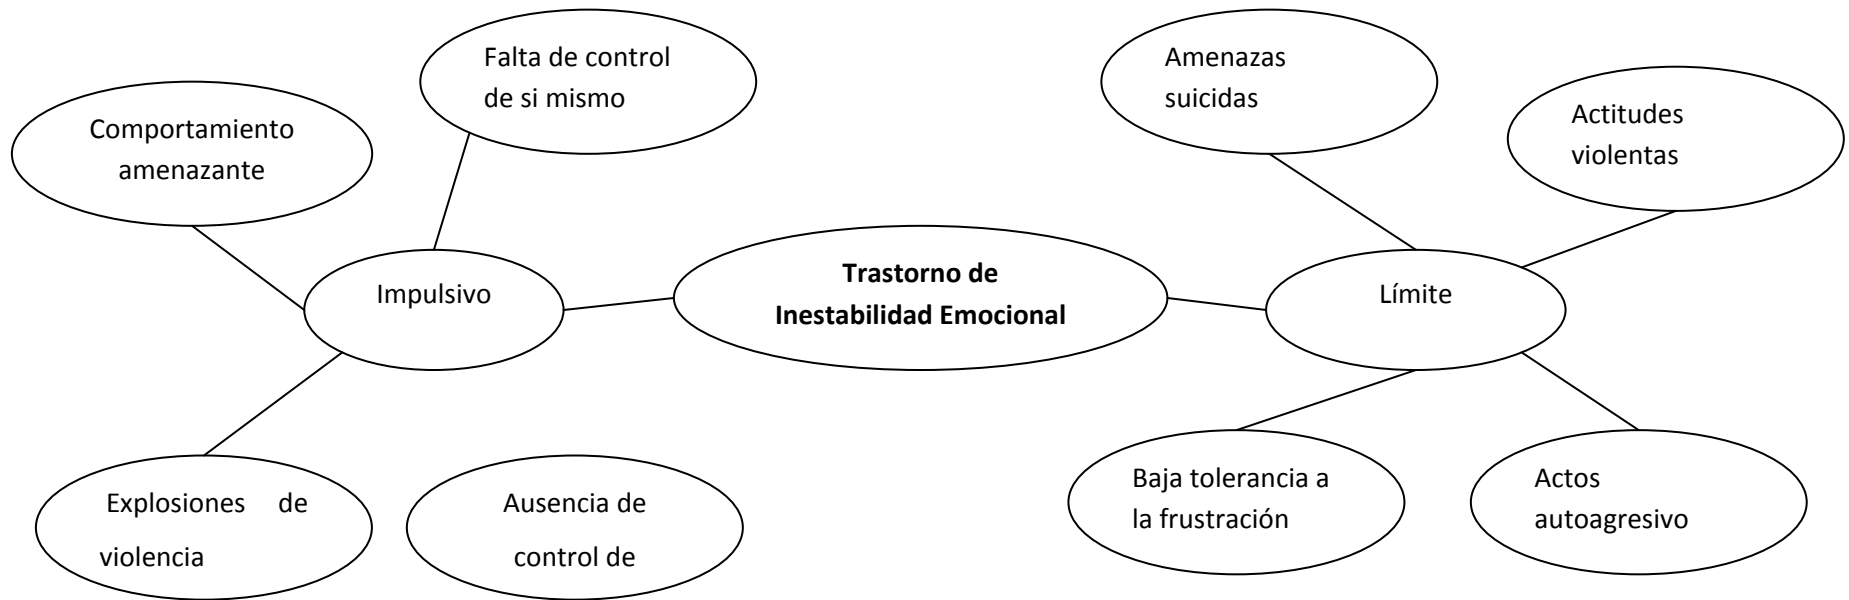 Falta de control
de si mismo
Amenazas
suicidas
Comportamiento
amenazante
Actitudes
violentas
Impulsivo
Trastorno de
Inestabilidad Emocional
Límite
Explosiones de
violencia
Ausencia de
control de
Baja tolerancia a
la frustración
Actos
autoagresivo